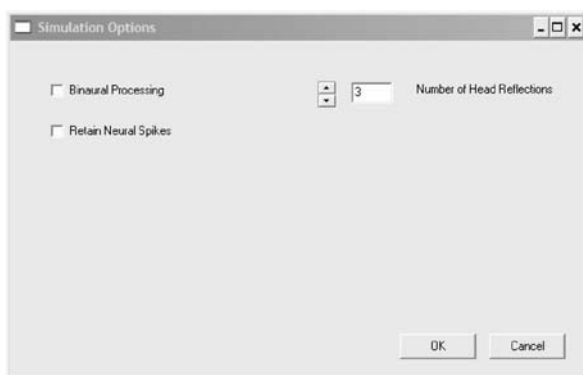 Simulation Options
Binaural Processing
3
Number of Head Reflections
Retain Neural Spikes
OK
Cancel